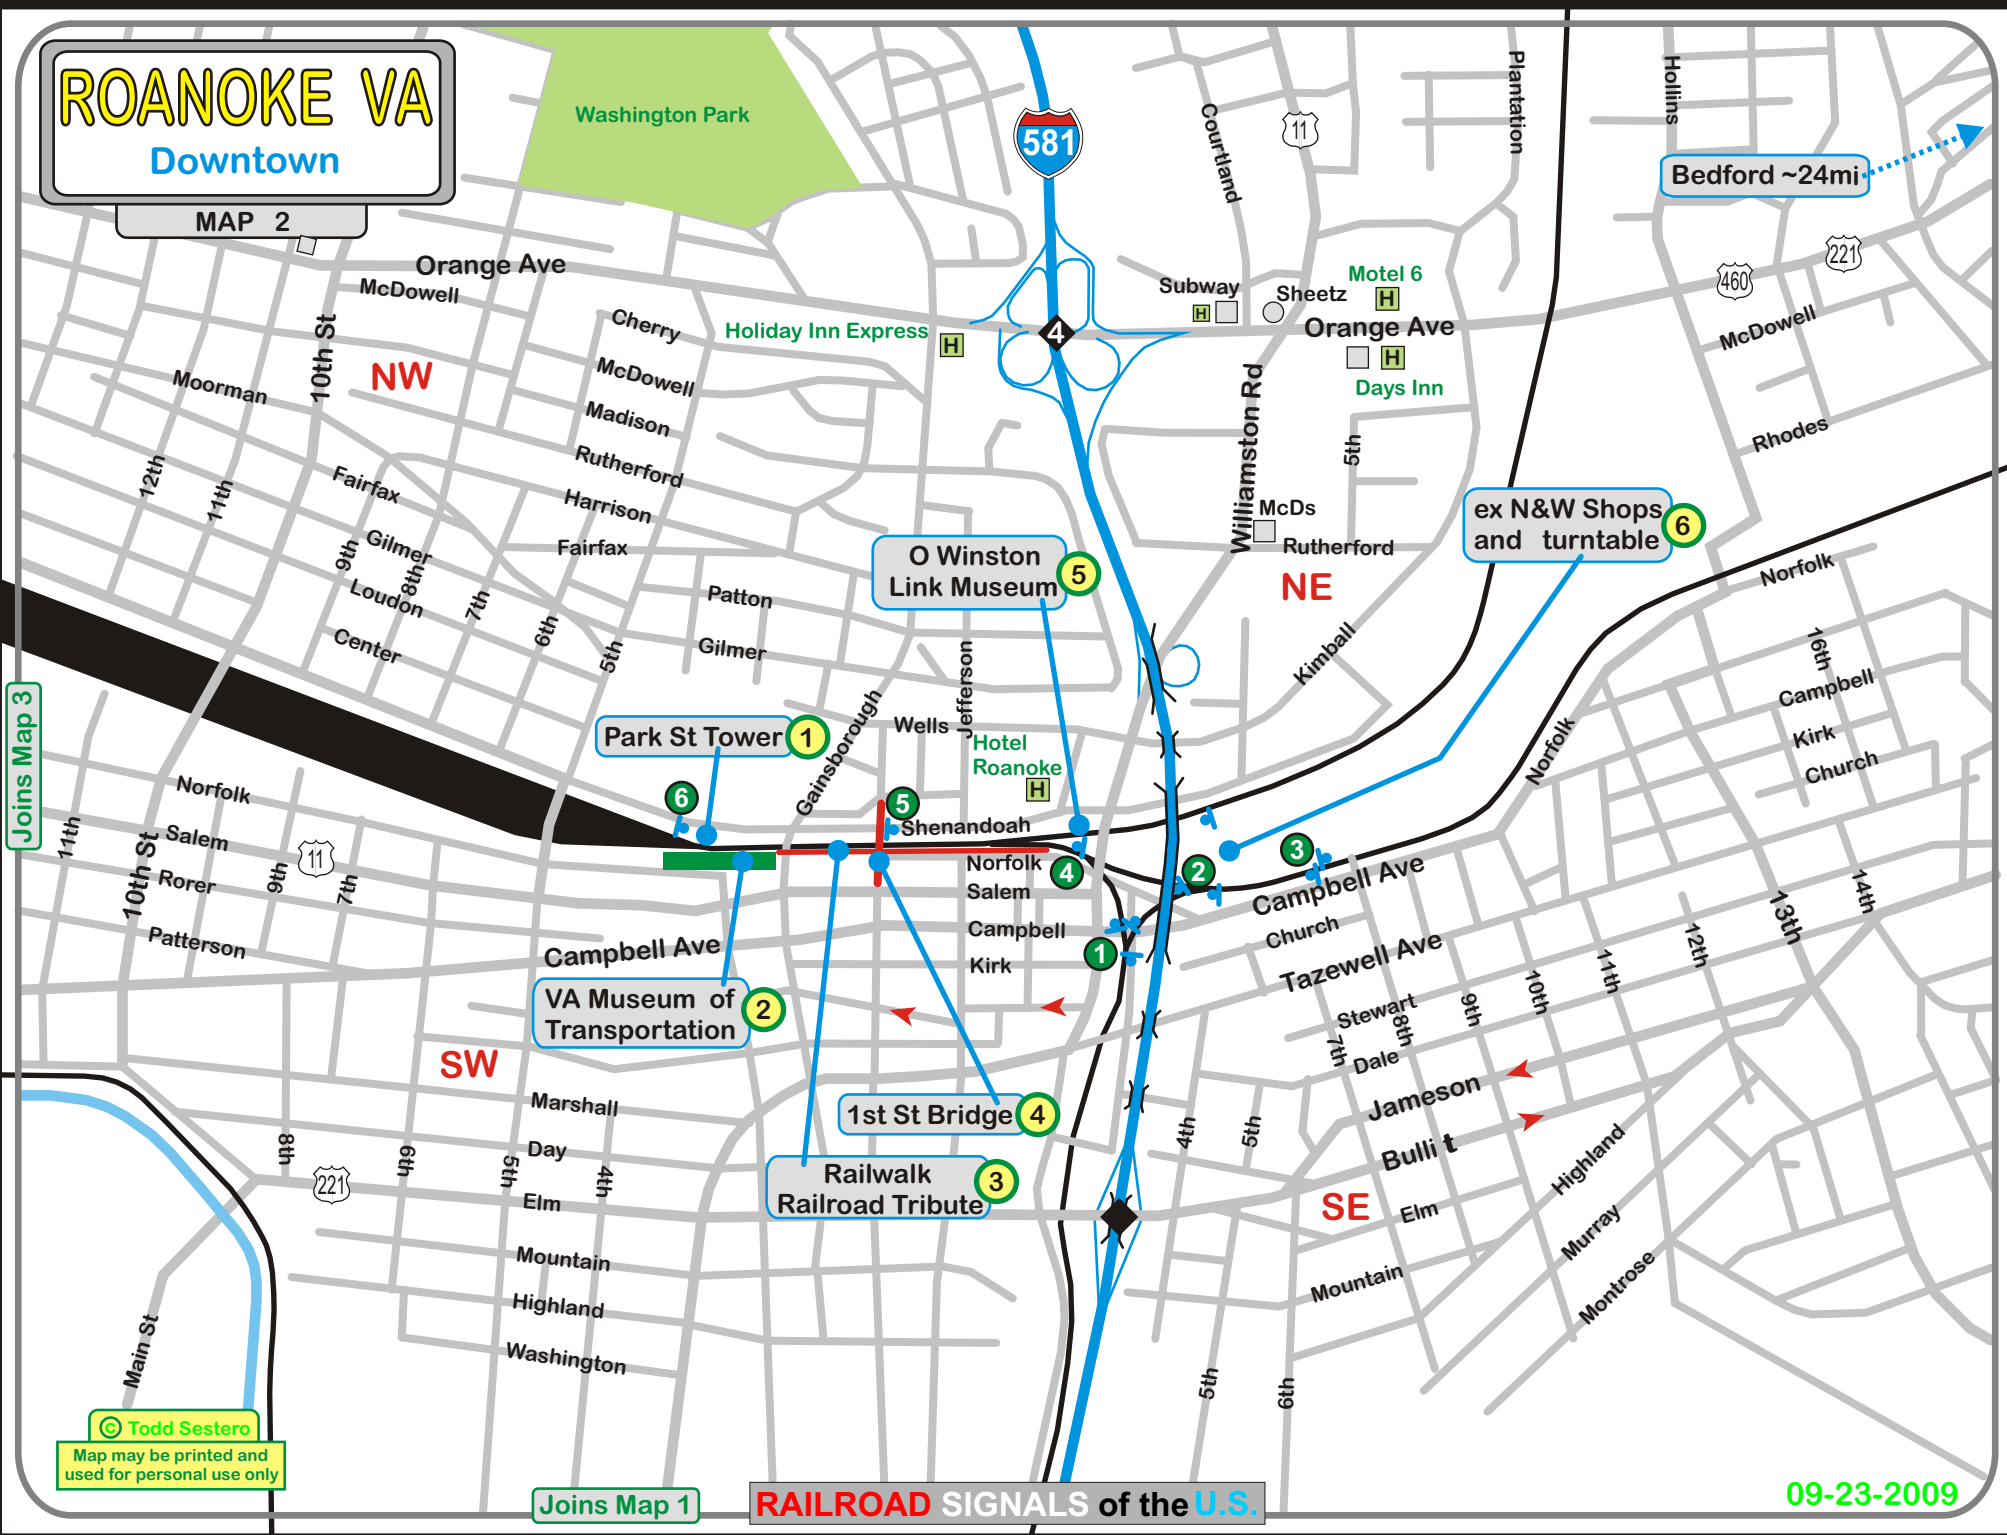 ROANOKE VA
Downtown
MAP 2
Washington Park
581
11
Courtland
Plantation
Hollins
Bedford ~24mi
221
460
Orange Ave
McDowell
10th St
NW
Moorman
Cherry
McDowell
Madison
Rutherford
Harrison
Fairfax
Holiday Inn Express
H
4
Subway
H
Sheetz
Motel 6
H
Orange Ave
H
Days Inn
McDowell
Rhodes
Williamston Rd
5th
McDs
Rutherford
NE
12th
11th
Fairfax
Gilmer
9th
8th
Loudon
7th
Center
6th
5th
Patton
Gilmer
O Winston
Link Museum
5
ex N&W Shops
and turntable
6
Norfolk
16th
Campbell
Kirk
Church
Norfolk
Kimball
Joins Map 3
Park St Tower
1
Gainsborough
Wells
Jefferson
Hotel
Roanoke
H
6
5
Shenandoah
Norfolk
Salem
Campbell
Kirk
4
2
3
1
Norfolk
Salem
11
Rorer
Patterson
11th
10th St
9th
7th
Campbell Ave
VA Museum of
Transportation
2
Campbell Ave
Church
Tazewell Ave
Stewart
Dale
7th
8th
9th
10th
11th
12th
13th
14th
Jameson
Bulli t
Highland
Murray
Montrose
SE
Elm
Mountain
4th
5th
5th
6th
SW
Marshall
Day
Elm
Mountain
Highland
Washington
8th
6th
5th
4th
221
Main St
1st St Bridge
4
Railwalk
Railroad Tribute
3
© Todd Sestero
Map may be printed and
used for personal use only
Joins Map 1
RAILROAD SIGNALS of the U.S.
09-23-2009